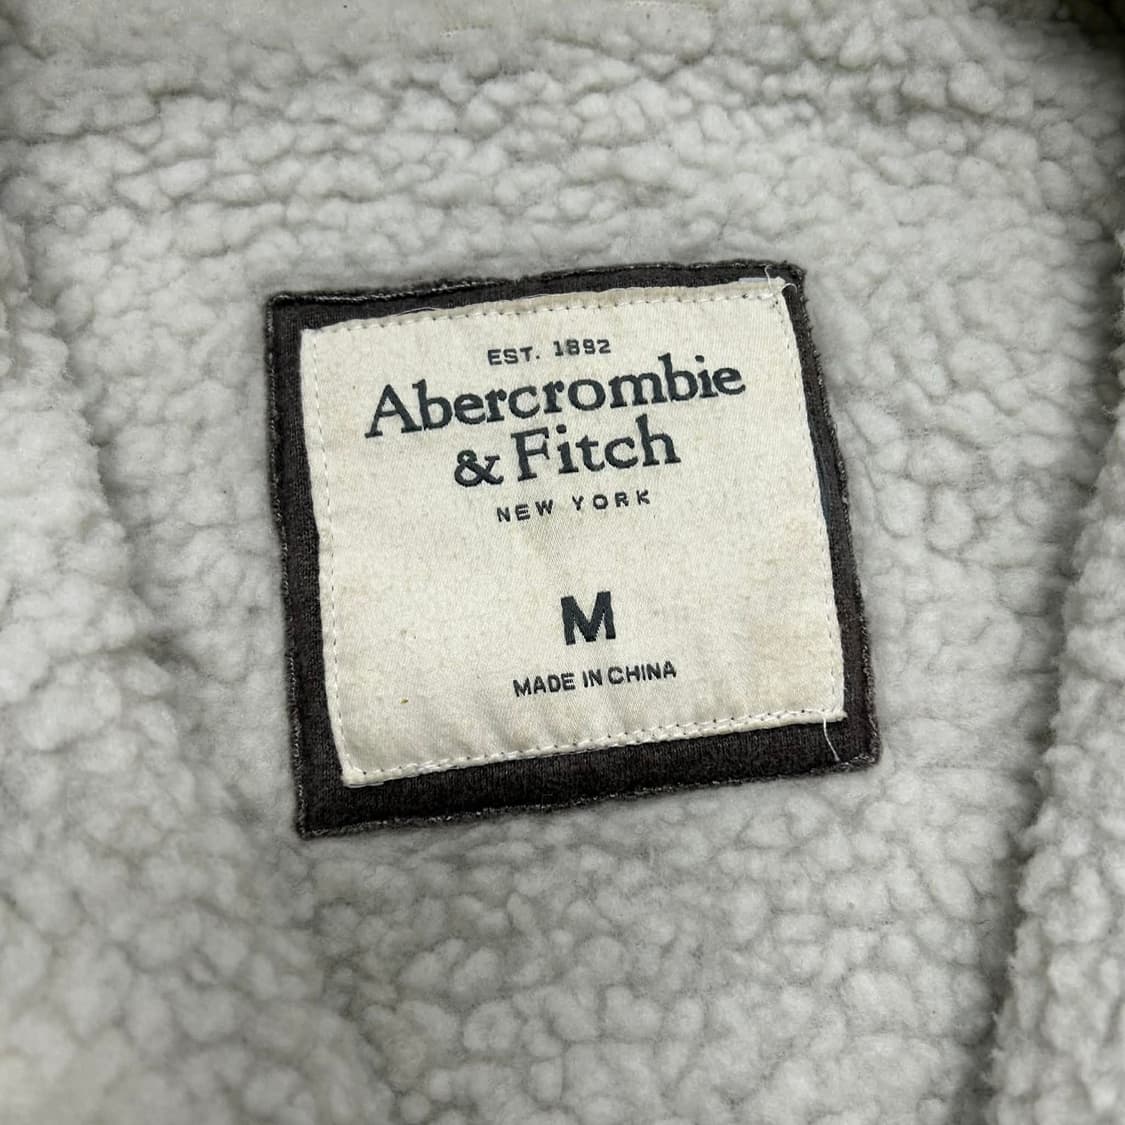 EST. 1892
Abercrombie
& Fitch
NEW YORK
M
MADE IN CHINA